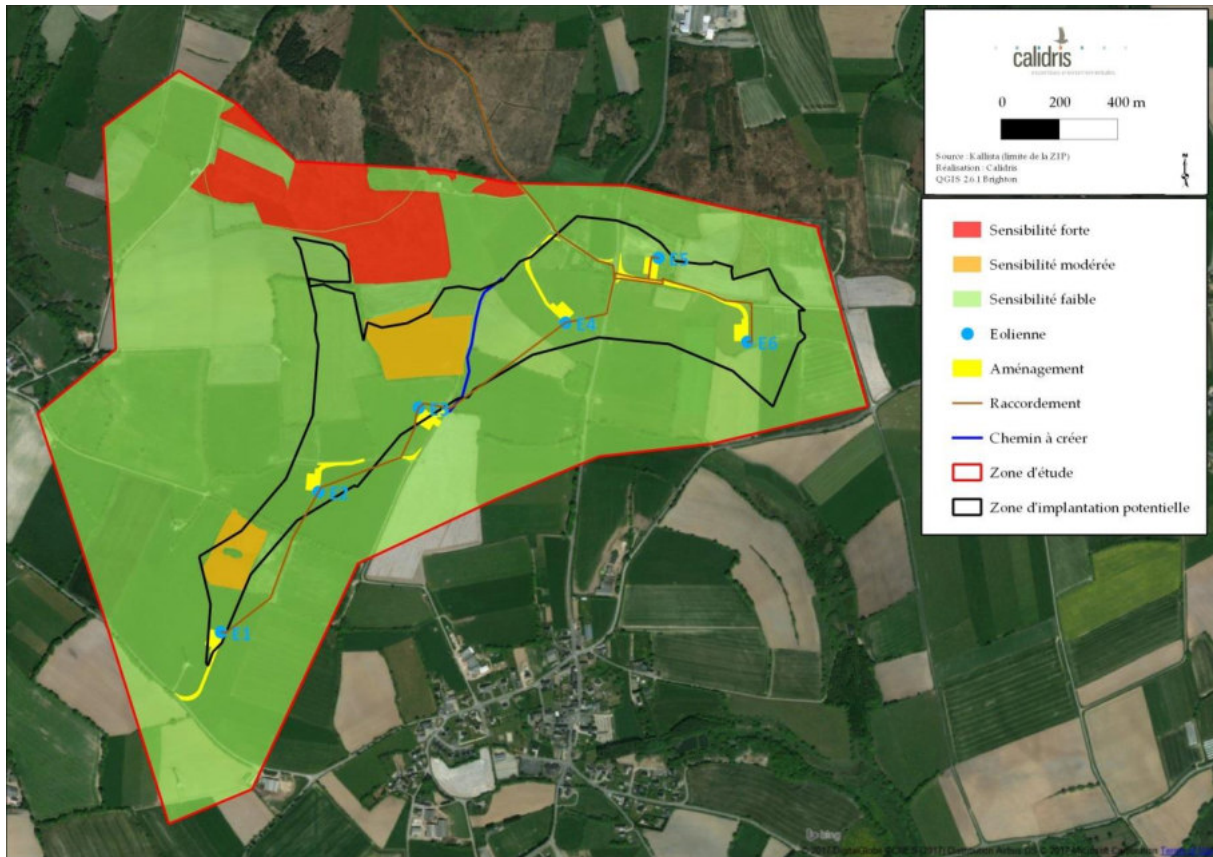 calidris
0 200 400 m
Source : Kallista (limite de la ZIP)
Réalisation : Calidris
QGIS 2.6.1 Brighton
N
Sensibilité forte
Sensibilité modérée
Sensibilité faible
Eolienne
Aménagement
Raccordement
Chemin à créer
Zone d'étude
Zone d'implantation potentielle
E5
E4
E6
E3
E2
E1
bing